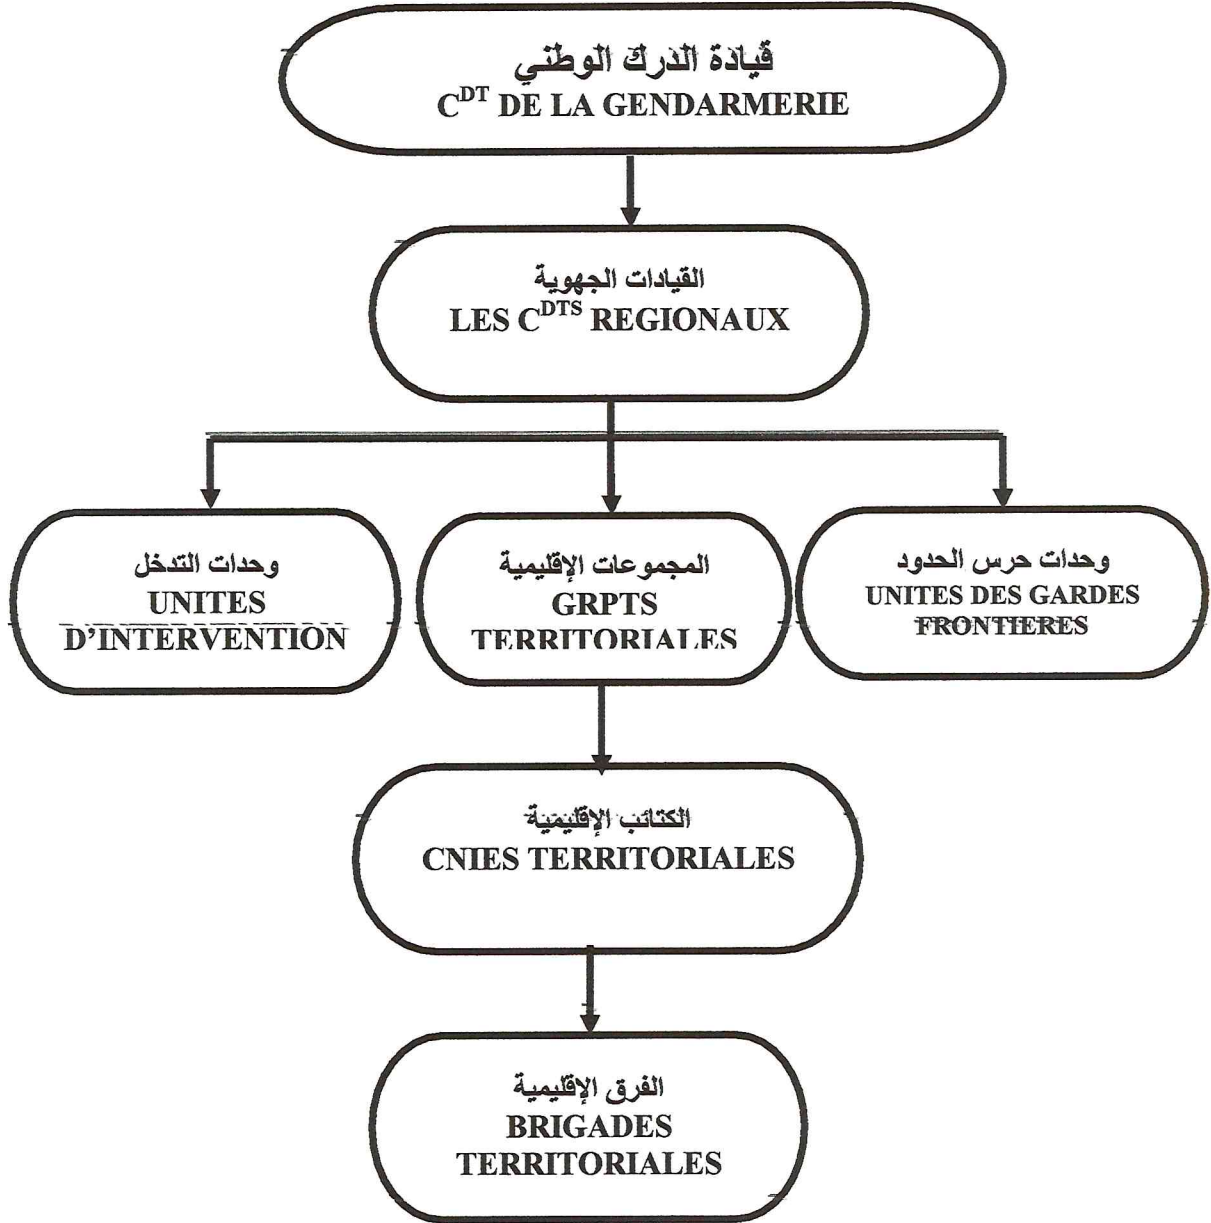 قيادة الدرك الوطني
C^DT DE LA GENDARMERIE
القيادات الجهوية
LES C^DTS REGIONAUX
وحدات التدخل
UNITES
D'INTERVENTION
المجموعات الإقليمية
GRPTS
TERRITORIALES
وحدات حرس الحدود
UNITES DES GARDES
FRONTIERES
الكتائب الإقليمية
CNIES TERRITORIALES
الفرق الإقليمية
BRIGADES
TERRITORIALES